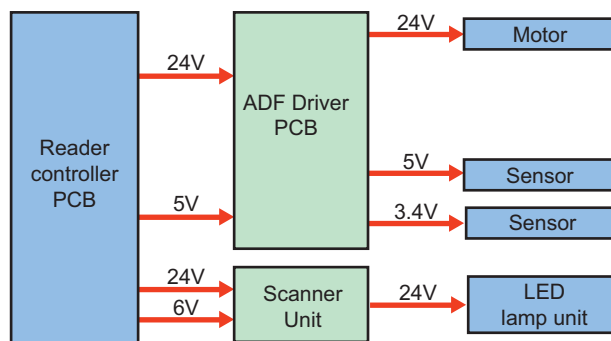 Reader
controller
PCB
24V
5V
24V
6V
ADF Driver
PCB
Scanner
Unit
24V
5V
3.4V
24V
Motor
Sensor
Sensor
LED
lamp unit